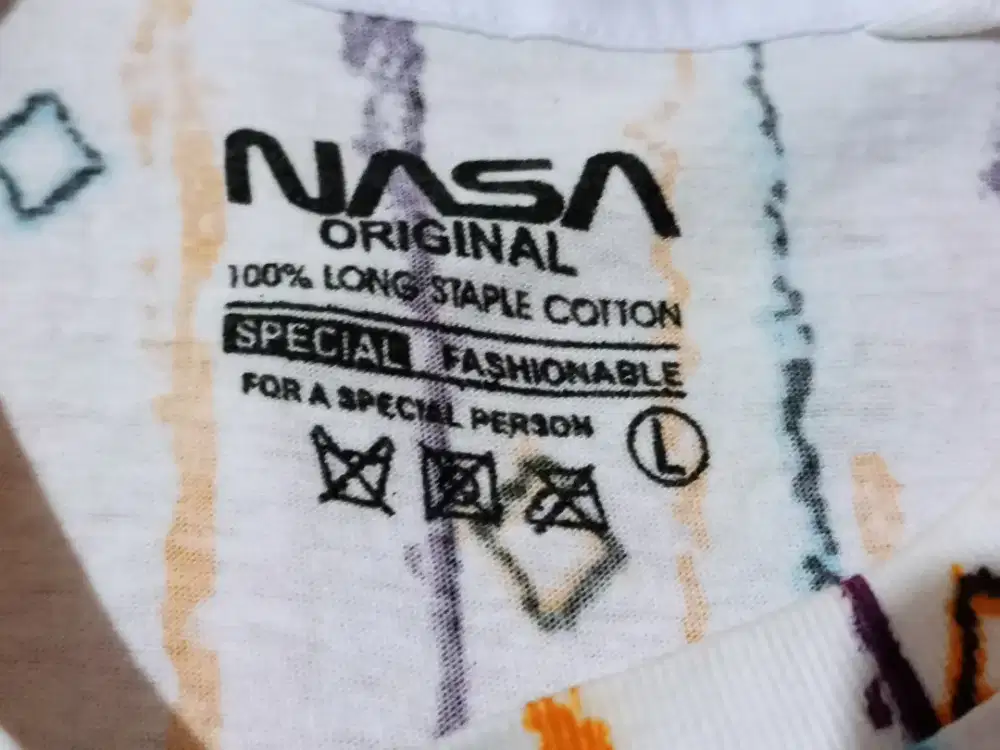 NASA
ORIGINAL
100% LONG STAPLE COTTON
SPECIAL FASHIONABLE
FOR A SPECIAL PERSON
L